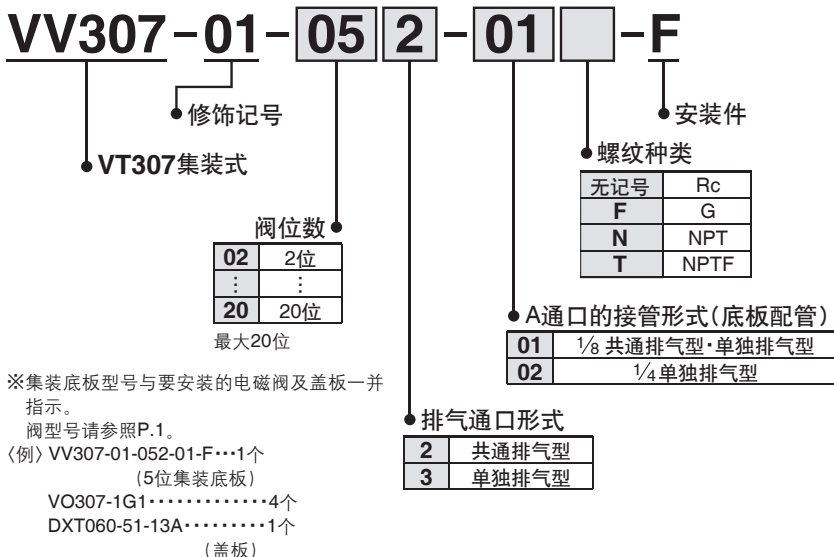 VV307-01-05 2-01 -F
修饰记号
VT307集装式
安装件
螺纹种类
无记号 Rc
F G
N NPT
T NPTF
阀位数
02 2位
⋮ ⋮
20 20位
最大20位
A通口的接管形式(底板配管)
01 1/8 共通排气型·单独排气型
02 1/4单独排气型
排气通口形式
2 共通排气型
3 单独排气型
※集装底板型号与要安装的电磁阀及盖板一并
指示。
阀型号请参照P.1。
〈例〉VV307-01-052-01-F···1个
(5位集装底板)
VO307-1G1·············4个
DXT060-51-13A·········1个
(盖板)